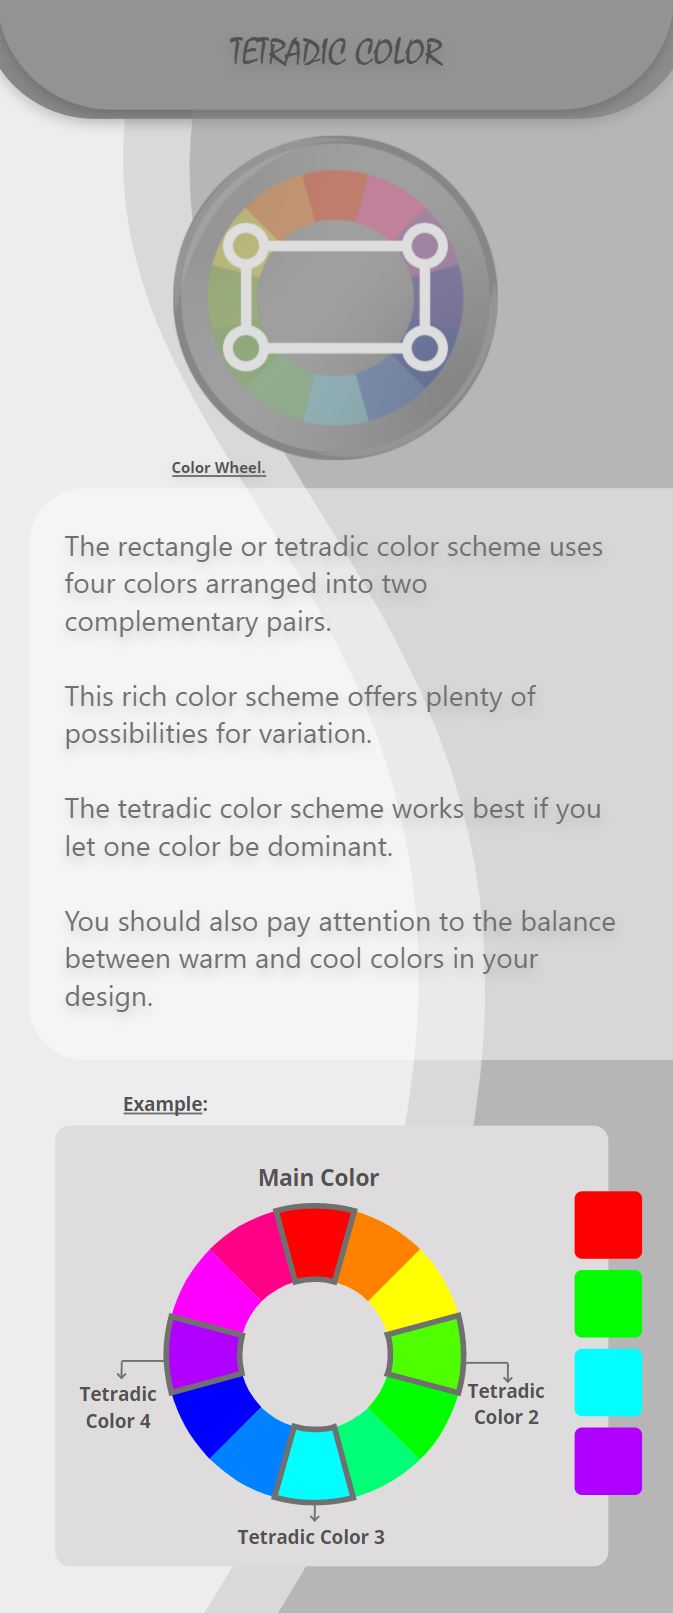 TETRADIC COLOR
Color Wheel.
The rectangle or tetradic color scheme uses
four colors arranged into two
complementary pairs.
This rich color scheme offers plenty of
possibilities for variation.
The tetradic color scheme works best if you
let one color be dominant.
You should also pay attention to the balance
between warm and cool colors in your
design.
Example:
Main Color
Tetradic
Color 4
Tetradic
Color 2
Tetradic Color 3